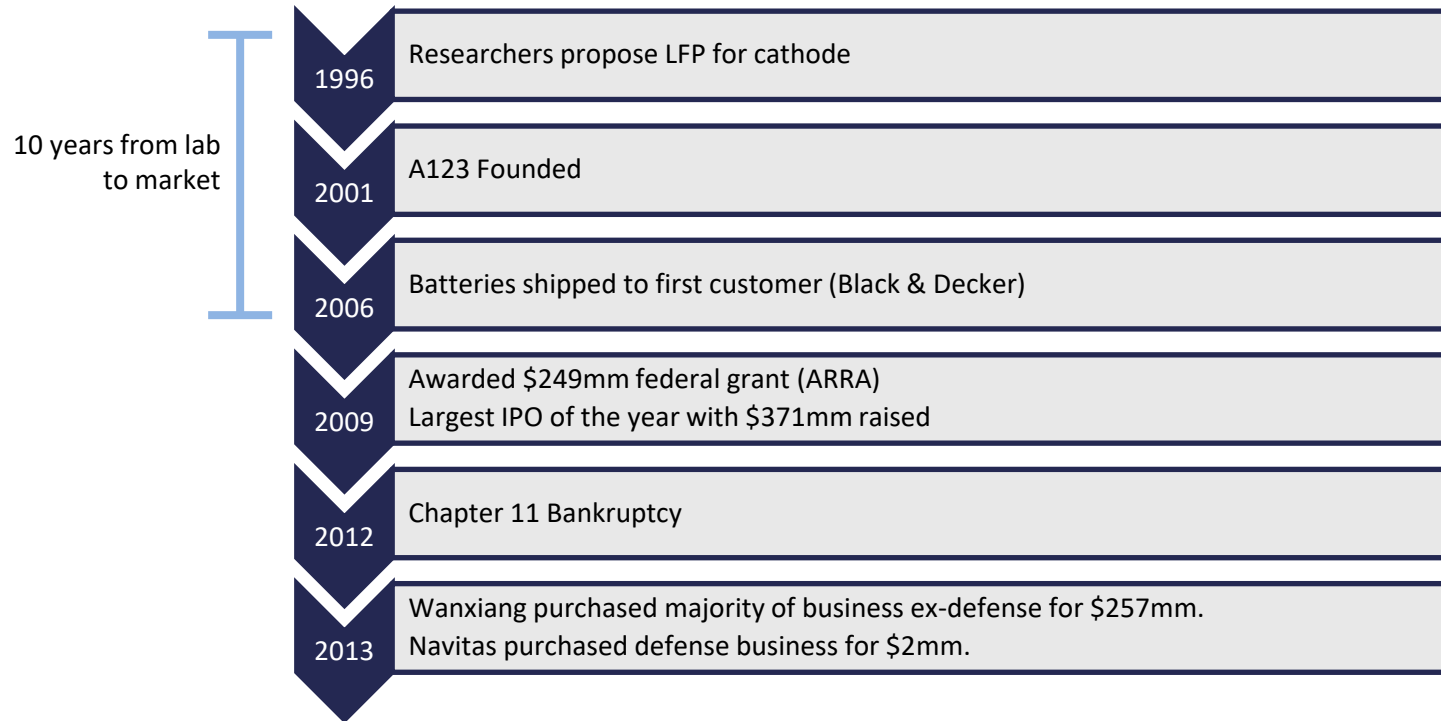 10 years from lab
to market
1996
Researchers propose LFP for cathode
2001
A123 Founded
2006
Batteries shipped to first customer (Black & Decker)
2009
Awarded $249mm federal grant (ARRA)
Largest IPO of the year with $371mm raised
2012
Chapter 11 Bankruptcy
2013
Wanxiang purchased majority of business ex-defense for $257mm.
Navitas purchased defense business for $2mm.